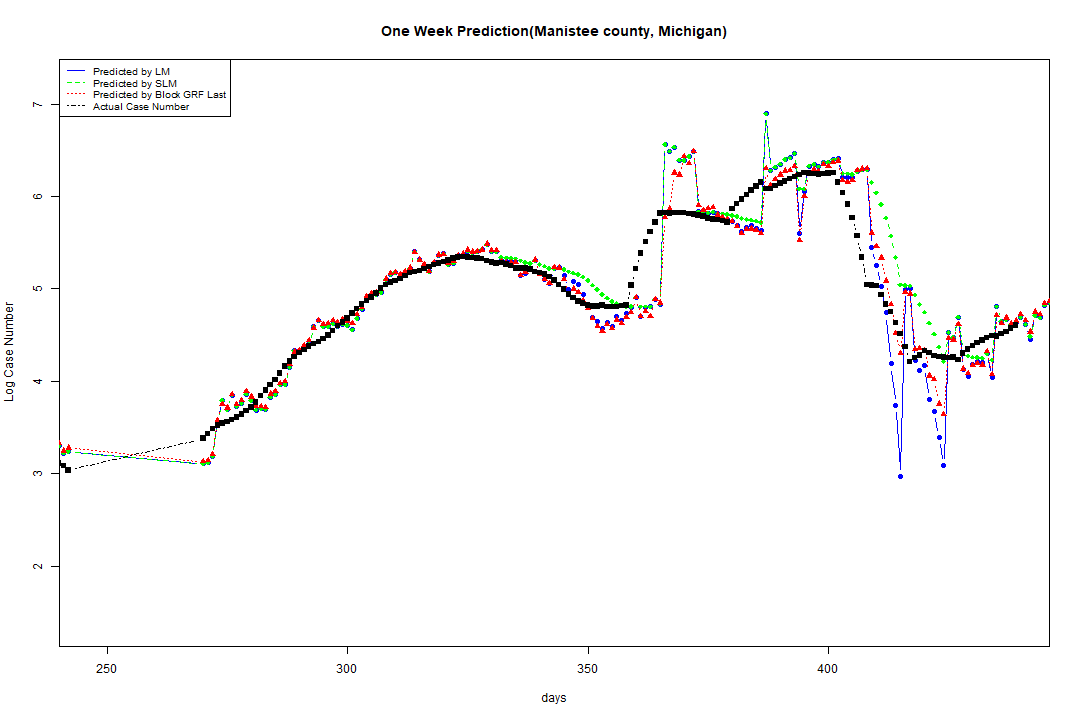 One Week Prediction(Manistee county, Michigan)
Predicted by LM
Predicted by SLM
Predicted by Block GRF Last
Actual Case Number
7
6
5
4
3
2
Log Case Number
250 300 350 400
days